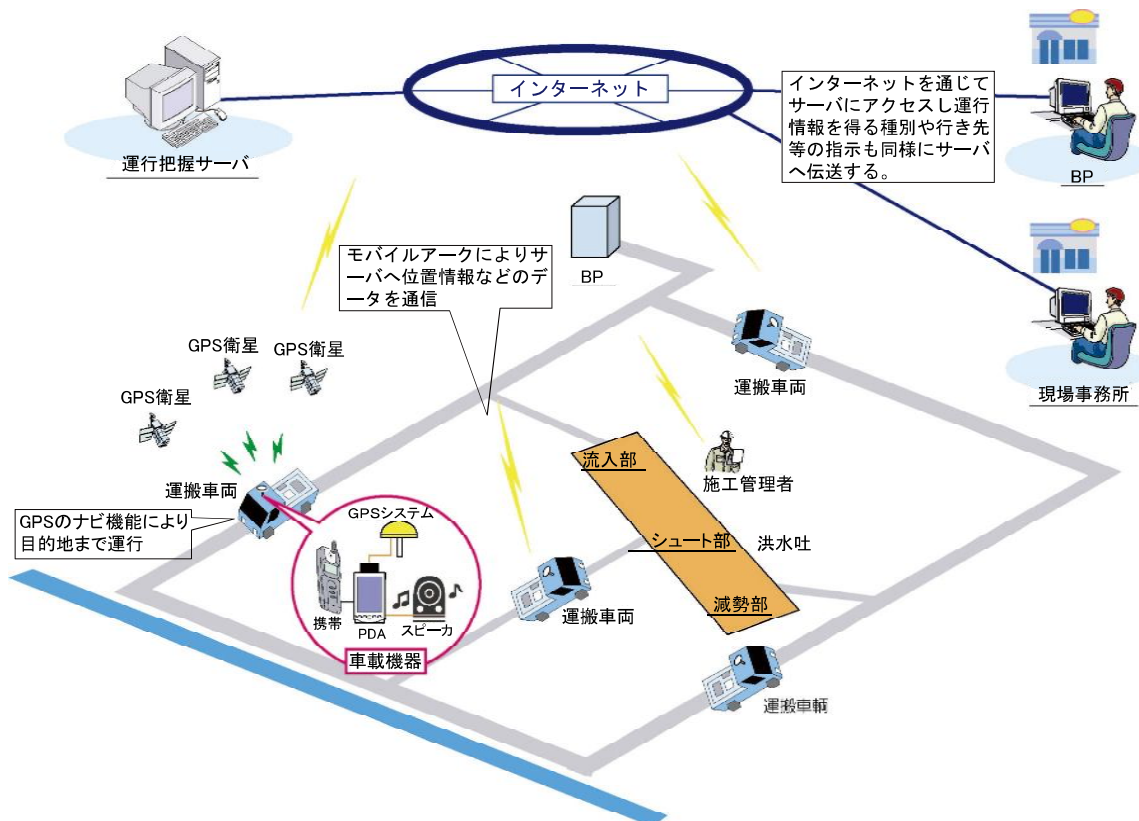 インターネット
運行把握サーバ
インターネットを通じて
サーバにアクセスし運行
情報を得る種別や行き先
等の指示も同様にサーバ
へ伝送する。
BP
現場事務所
BP
モバイルアークによりサー
バへ位置情報などのデ
ータを通信
GPS衛星
GPS衛星
GPS衛星
運搬車両
運搬車両
GPSのナビ機能により
目的地まで運行
GPSシステム
携帯
PDA
スピーカ
車載機器
流入部
施工管理者
シュート部
洪水吐
減勢部
運搬車両
運搬車輌